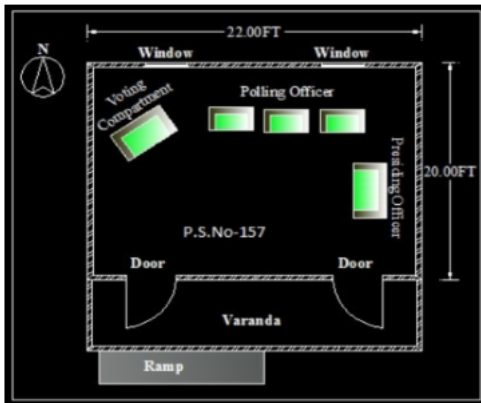 22.00FT
N
Window
Window
Voting
Compartment
Polling Officer
Presiding Officer
20.00FT
P.S.No-157
Door
Door
Varanda
Ramp